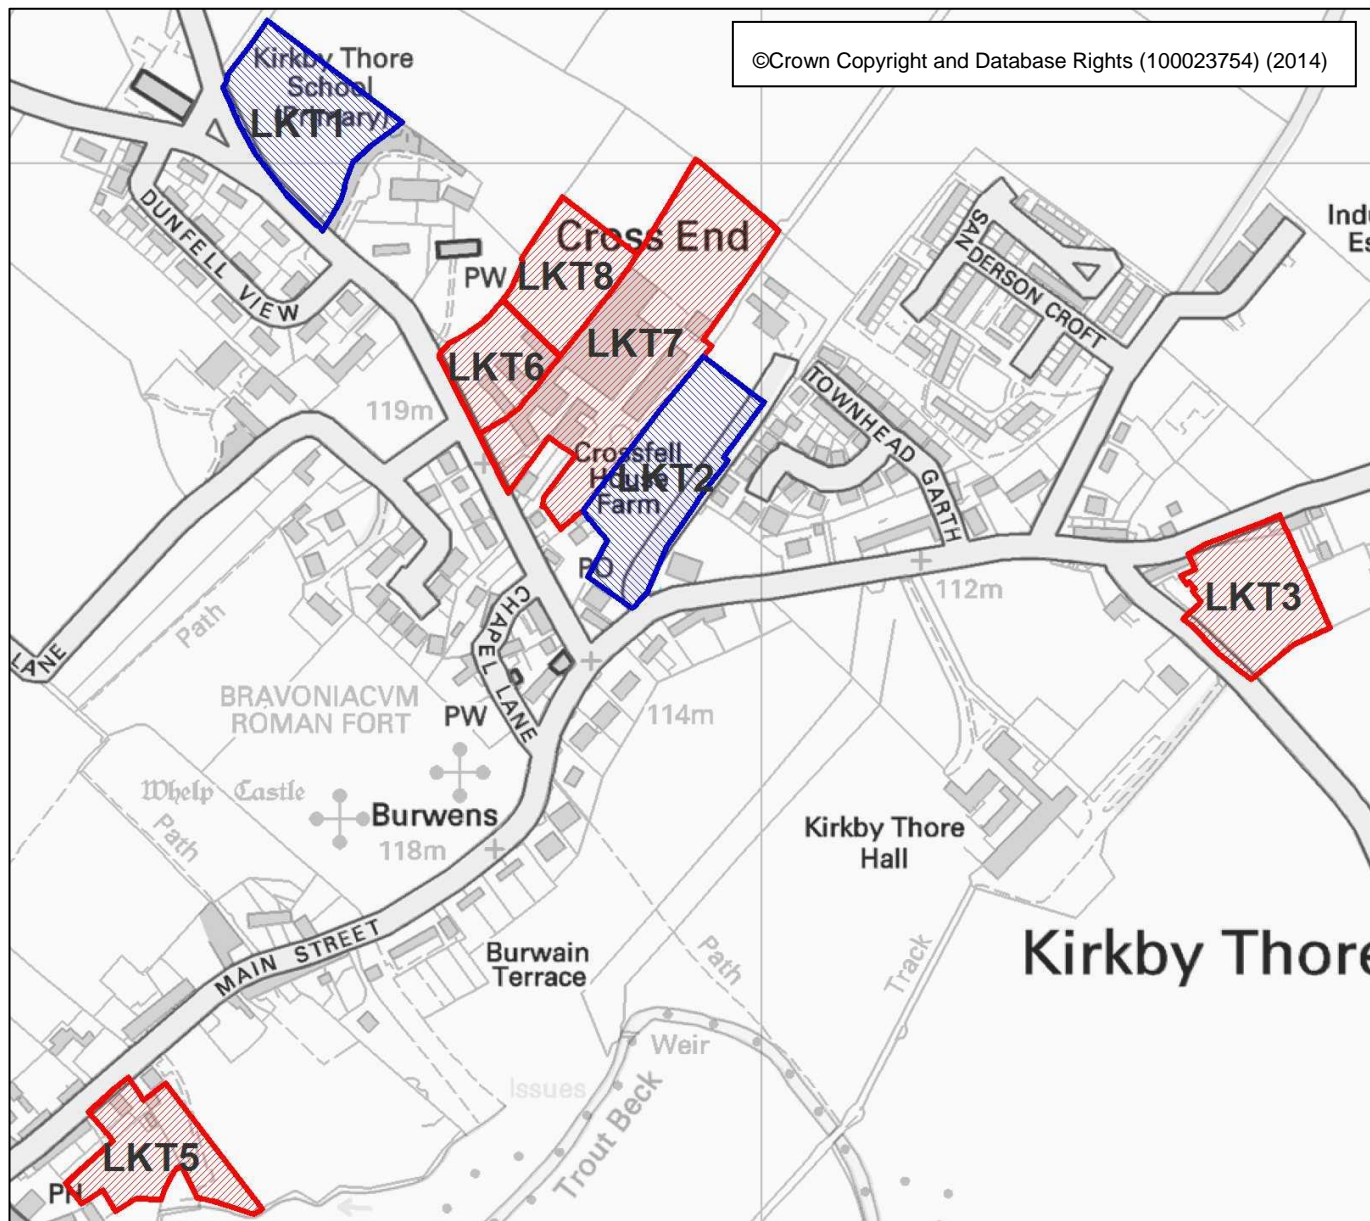 ©Crown Copyright and Database Rights (100023754) (2014)
Kirkby Thore
School
(Primary)
LKT1
DUNFELL VIEW
PW
Cross End
LKT8
LKT7
LKT6
119m
SANDERSON CROFT
TOWNHEAD GARTH
Crossfell
House
Farm
LKT2
PO
112m
LKT3
CHAPEL LANE
LANE
Path
BRAVONIACVM
ROMAN FORT
PW
114m
Whelp Castle
Path
Burwens
118m
Kirkby Thore
Hall
MAIN STREET
Burwain
Terrace
Path
Track
Kirkby Thore
Weir
Issues
Trout Beck
LKT5
PH